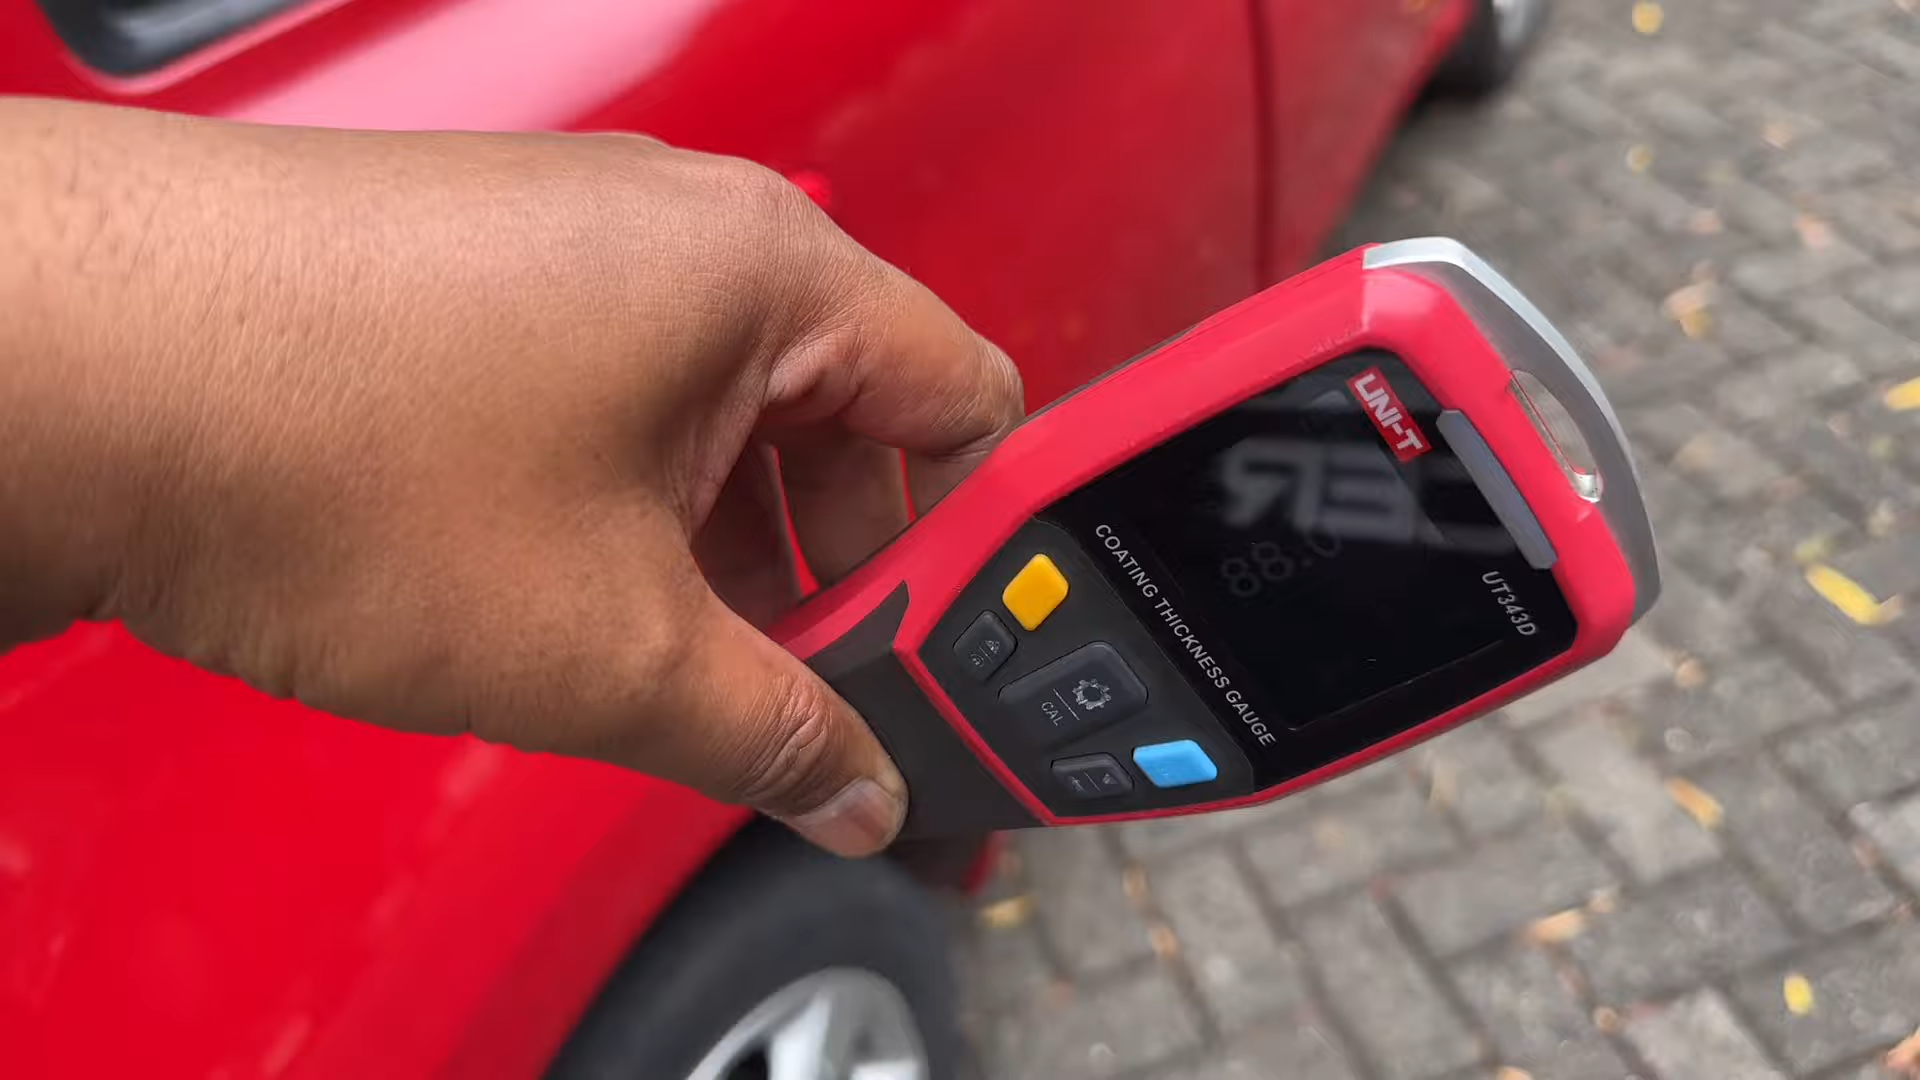 UNI-T
UT343D
COATING THICKNESS GAUGE
CAL